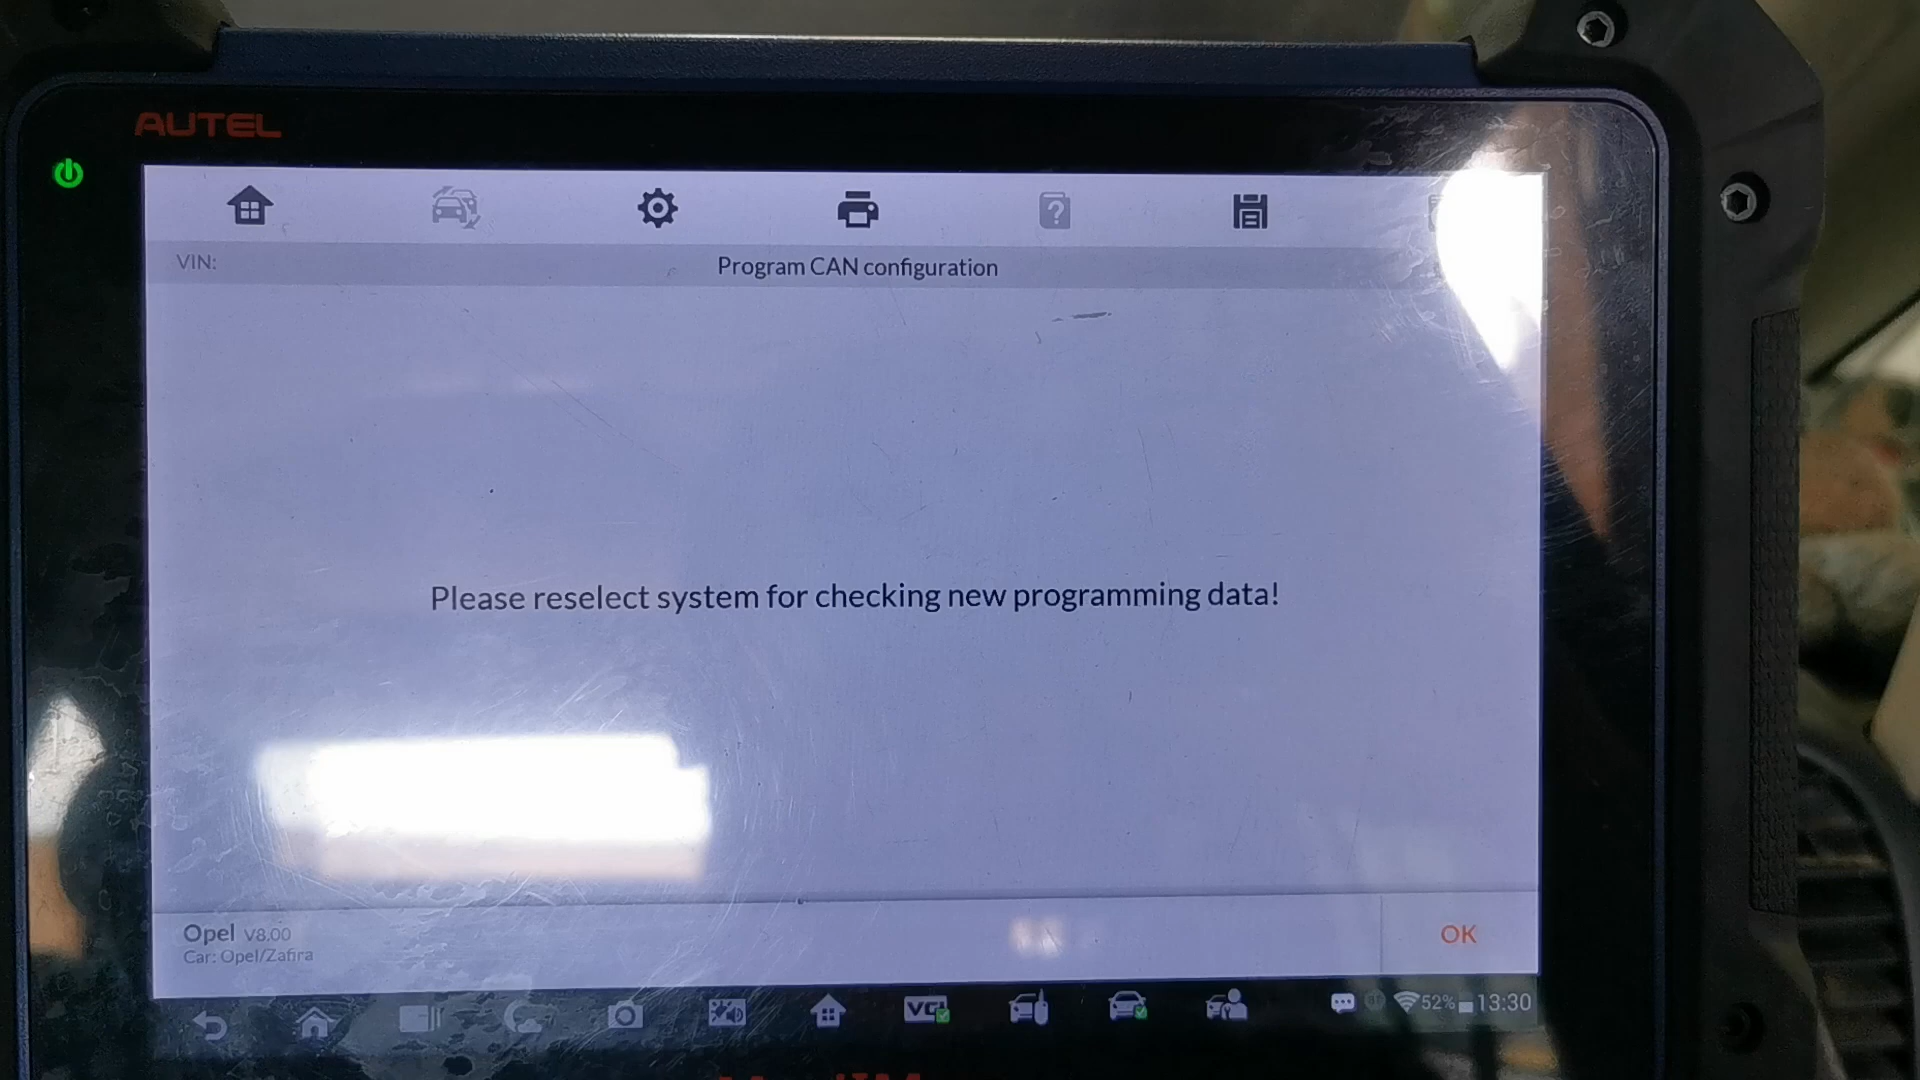 AUTEL
VIN:
Program CAN configuration
Please reselect system for checking new programming data!
Opel V8.00
Car: Opel/Zafira
OK
VCI
52%
13:30